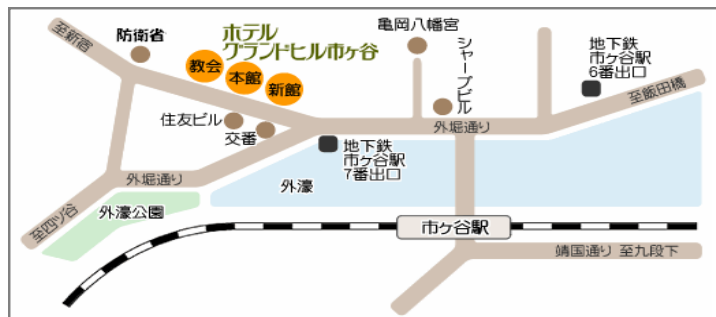 至新宿
防衛省
ホテル
グランドヒル市ヶ谷
教会
本館
新館
亀岡八幡宮
シャープビル
地下鉄
市ヶ谷駅
6番出口
至飯田橋
住友ビル
交番
外堀通り
地下鉄
市ヶ谷駅
7番出口
外堀通り
外濠
至四ツ谷
外濠公園
市ヶ谷駅
靖国通り 至九段下